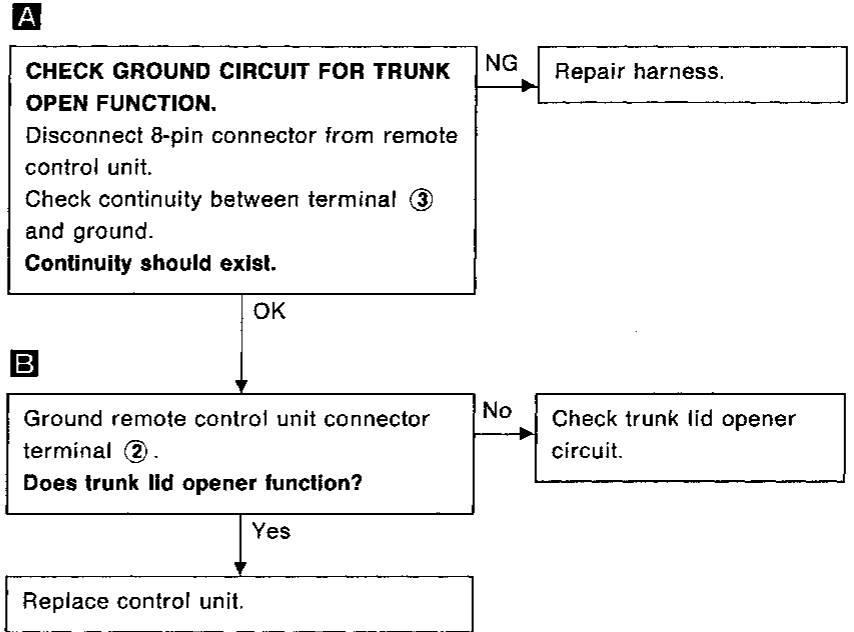 A
CHECK GROUND CIRCUIT FOR TRUNK
OPEN FUNCTION.
Disconnect 8-pin connector from remote
control unit.
Check continuity between terminal ③
and ground.
Continuity should exist.
NG
Repair harness.
OK
B
Ground remote control unit connector
terminal ②.
Does trunk lid opener function?
No
Check trunk lid opener
circuit.
Yes
Replace control unit.